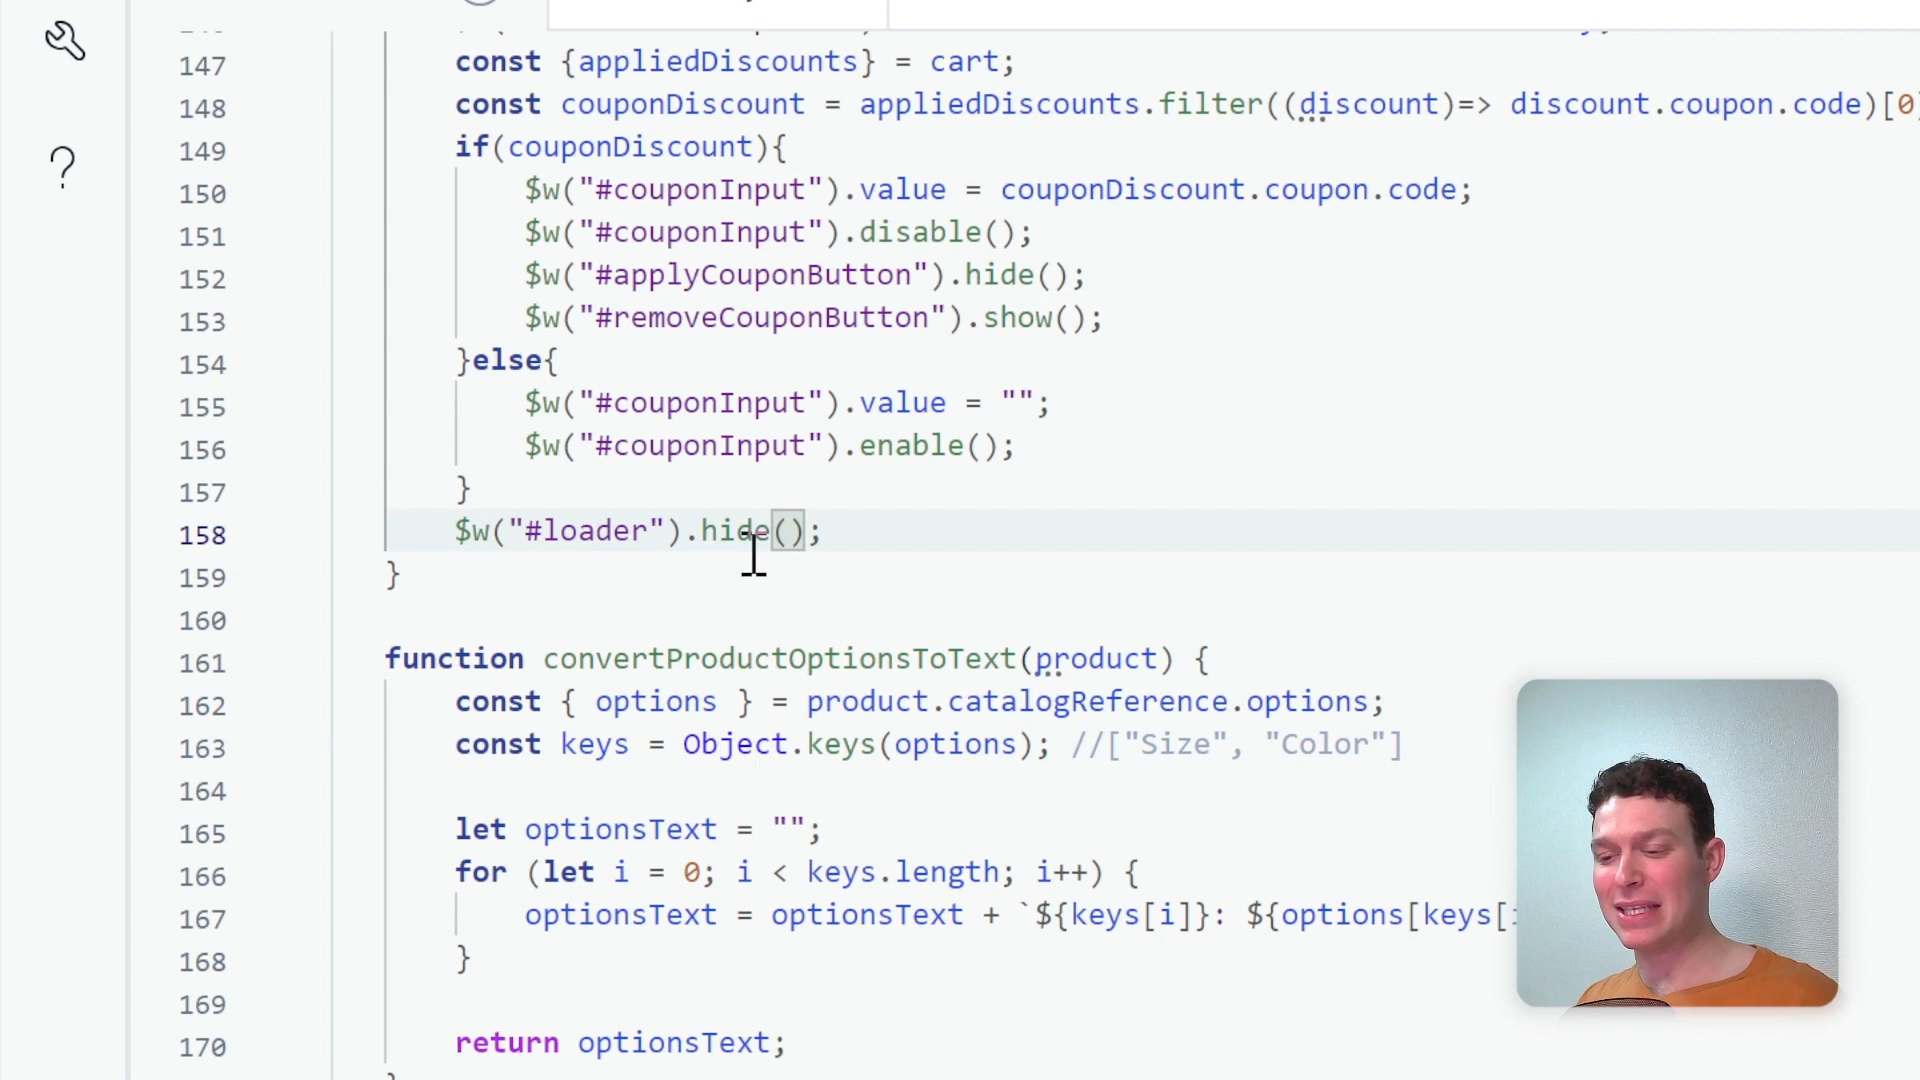 147 const {appliedDiscounts} = cart;
148 const couponDiscount = appliedDiscounts.filter((discount)=> discount.coupon.code)[0]
149 if(couponDiscount){
150 $w("#couponInput").value = couponDiscount.coupon.code;
151 $w("#couponInput").disable();
152 $w("#applyCouponButton").hide();
153 $w("#removeCouponButton").show();
154 }else{
155 $w("#couponInput").value = "";
156 $w("#couponInput").enable();
157 }
158 $w("#loader").hide();
159 }
160
161 function convertProductOptionsToText(product) {
162 const { options } = product.catalogReference.options;
163 const keys = Object.keys(options); //["Size", "Color"]
164
165 let optionsText = "";
166 for (let i = 0; i < keys.length; i++) {
167 optionsText = optionsText + `${keys[i]}: ${options[keys[
168 }
169
170 return optionsText;